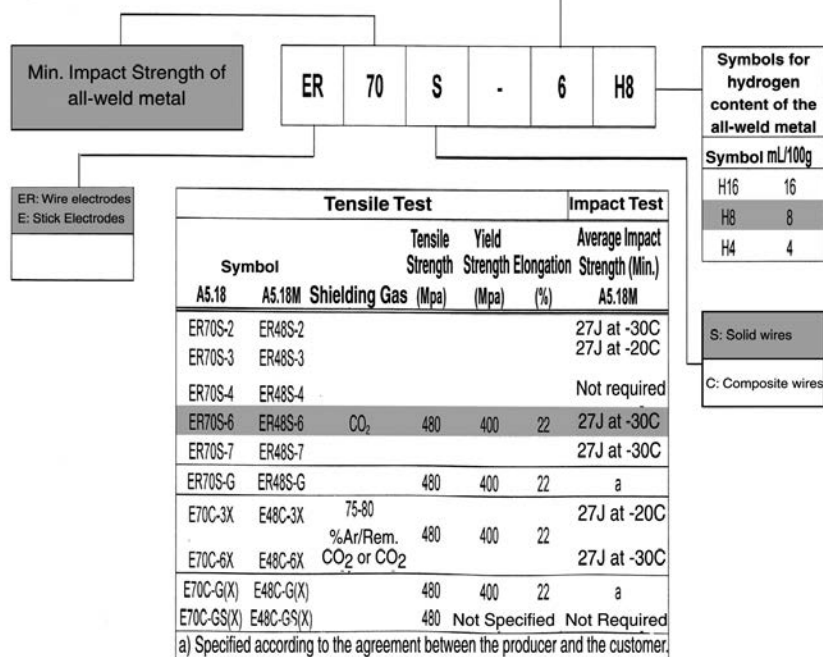 Min. Impact Strength of
all-weld metal
ER 70 S - 6 H8
Symbols for
hydrogen
content of the
all-weld metal
Symbol mL/100g
H16 16
H8 8
H4 4
ER: Wire electrodes
E: Stick Electrodes
S: Solid wires
C: Composite wires
Tensile Test Impact Test
Symbol
A5.18 A5.18M Shielding Gas Tensile Strength (Mpa) Yield Strength (Mpa) Elongation (%) Average Impact Strength (Min.) A5.18M
ER70S-2 ER48S-2 27J at -30C
ER70S-3 ER48S-3 27J at -20C
ER70S-4 ER48S-4 Not required
ER70S-6 ER48S-6 CO2 480 400 22 27J at -30C
ER70S-7 ER48S-7 27J at -30C
ER70S-G ER48S-G 480 400 22 a
E70C-3X E48C-3X 75-80 27J at -20C
%Ar/Rem. 480 400 22
E70C-6X E48C-6X CO2 or CO2 27J at -30C
E70C-G(X) E48C-G(X) 480 400 22 a
E70C-GS(X) E48C-GS(X) 480 Not Specified Not Required
a) Specified according to the agreement between the producer and the customer.